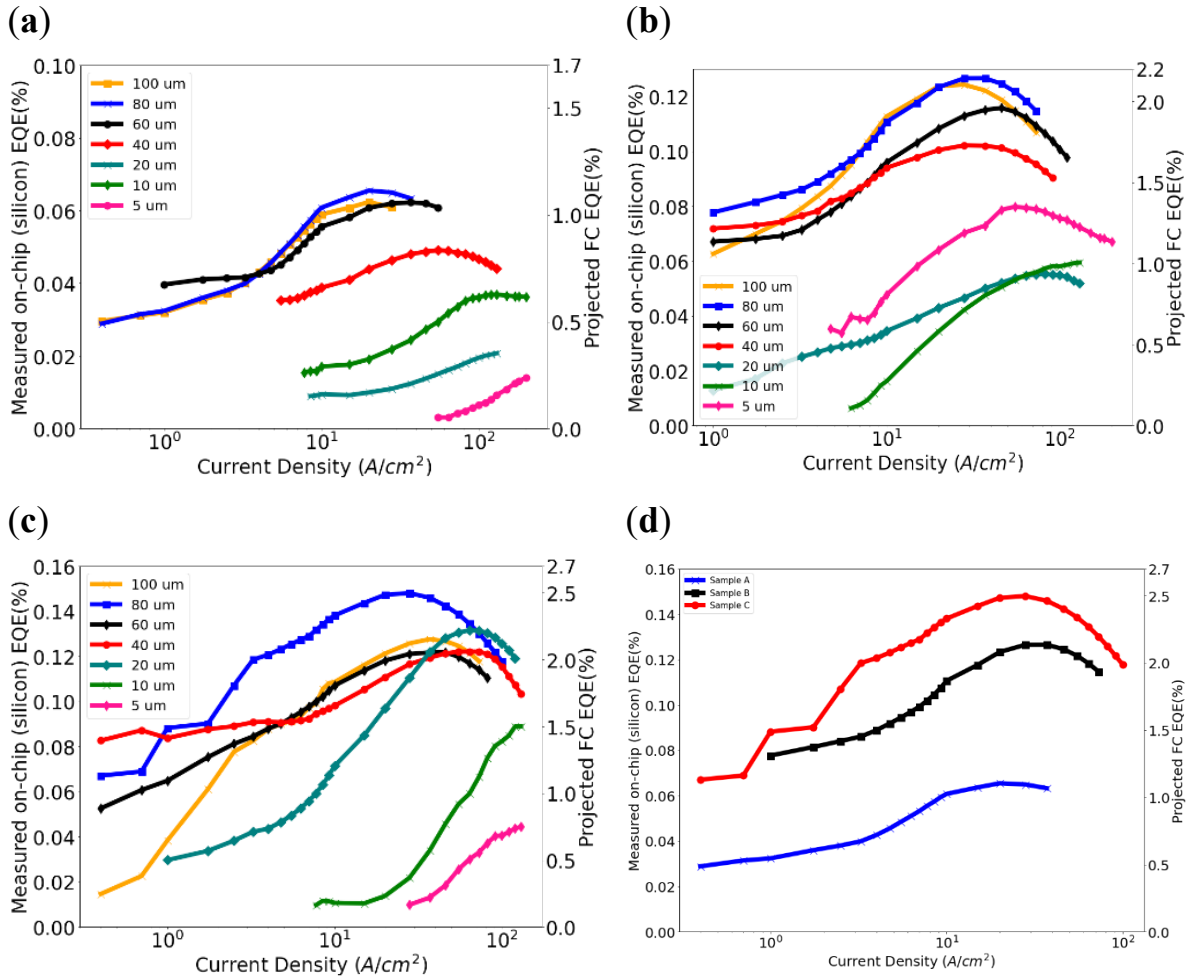 (a)
0.10
0.08
0.06
0.04
0.02
0.00
Measured on-chip (silicon) EQE(%)
100 um
80 um
60 um
40 um
20 um
10 um
5 um
1.7
1.5
1.0
0.5
0.0
Projected FC EQE(%)
10⁰
10¹
10²
Current Density (A/cm²)
(b)
0.12
0.10
0.08
0.06
0.04
0.02
0.00
Measured on-chip (silicon) EQE(%)
100 um
80 um
60 um
40 um
20 um
10 um
5 um
2.2
2.0
1.5
1.0
0.5
0.0
Projected FC EQE(%)
10⁰
10¹
10²
Current Density (A/cm²)
(c)
0.16
0.14
0.12
0.10
0.08
0.06
0.04
0.02
0.00
Measured on-chip (silicon) EQE(%)
100 um
80 um
60 um
40 um
20 um
10 um
5 um
2.7
2.5
2.0
1.5
1.0
0.5
0.0
Projected FC EQE(%)
10⁰
10¹
10²
Current Density (A/cm²)
(d)
0.16
0.14
0.12
0.10
0.08
0.06
0.04
0.02
0.00
Measured on-chip (silicon) EQE(%)
Sample A
Sample B
Sample C
2.7
2.5
2.0
1.5
1.0
0.5
0.0
Projected FC EQE(%)
10⁰
10¹
10²
Current Density (A/cm²)